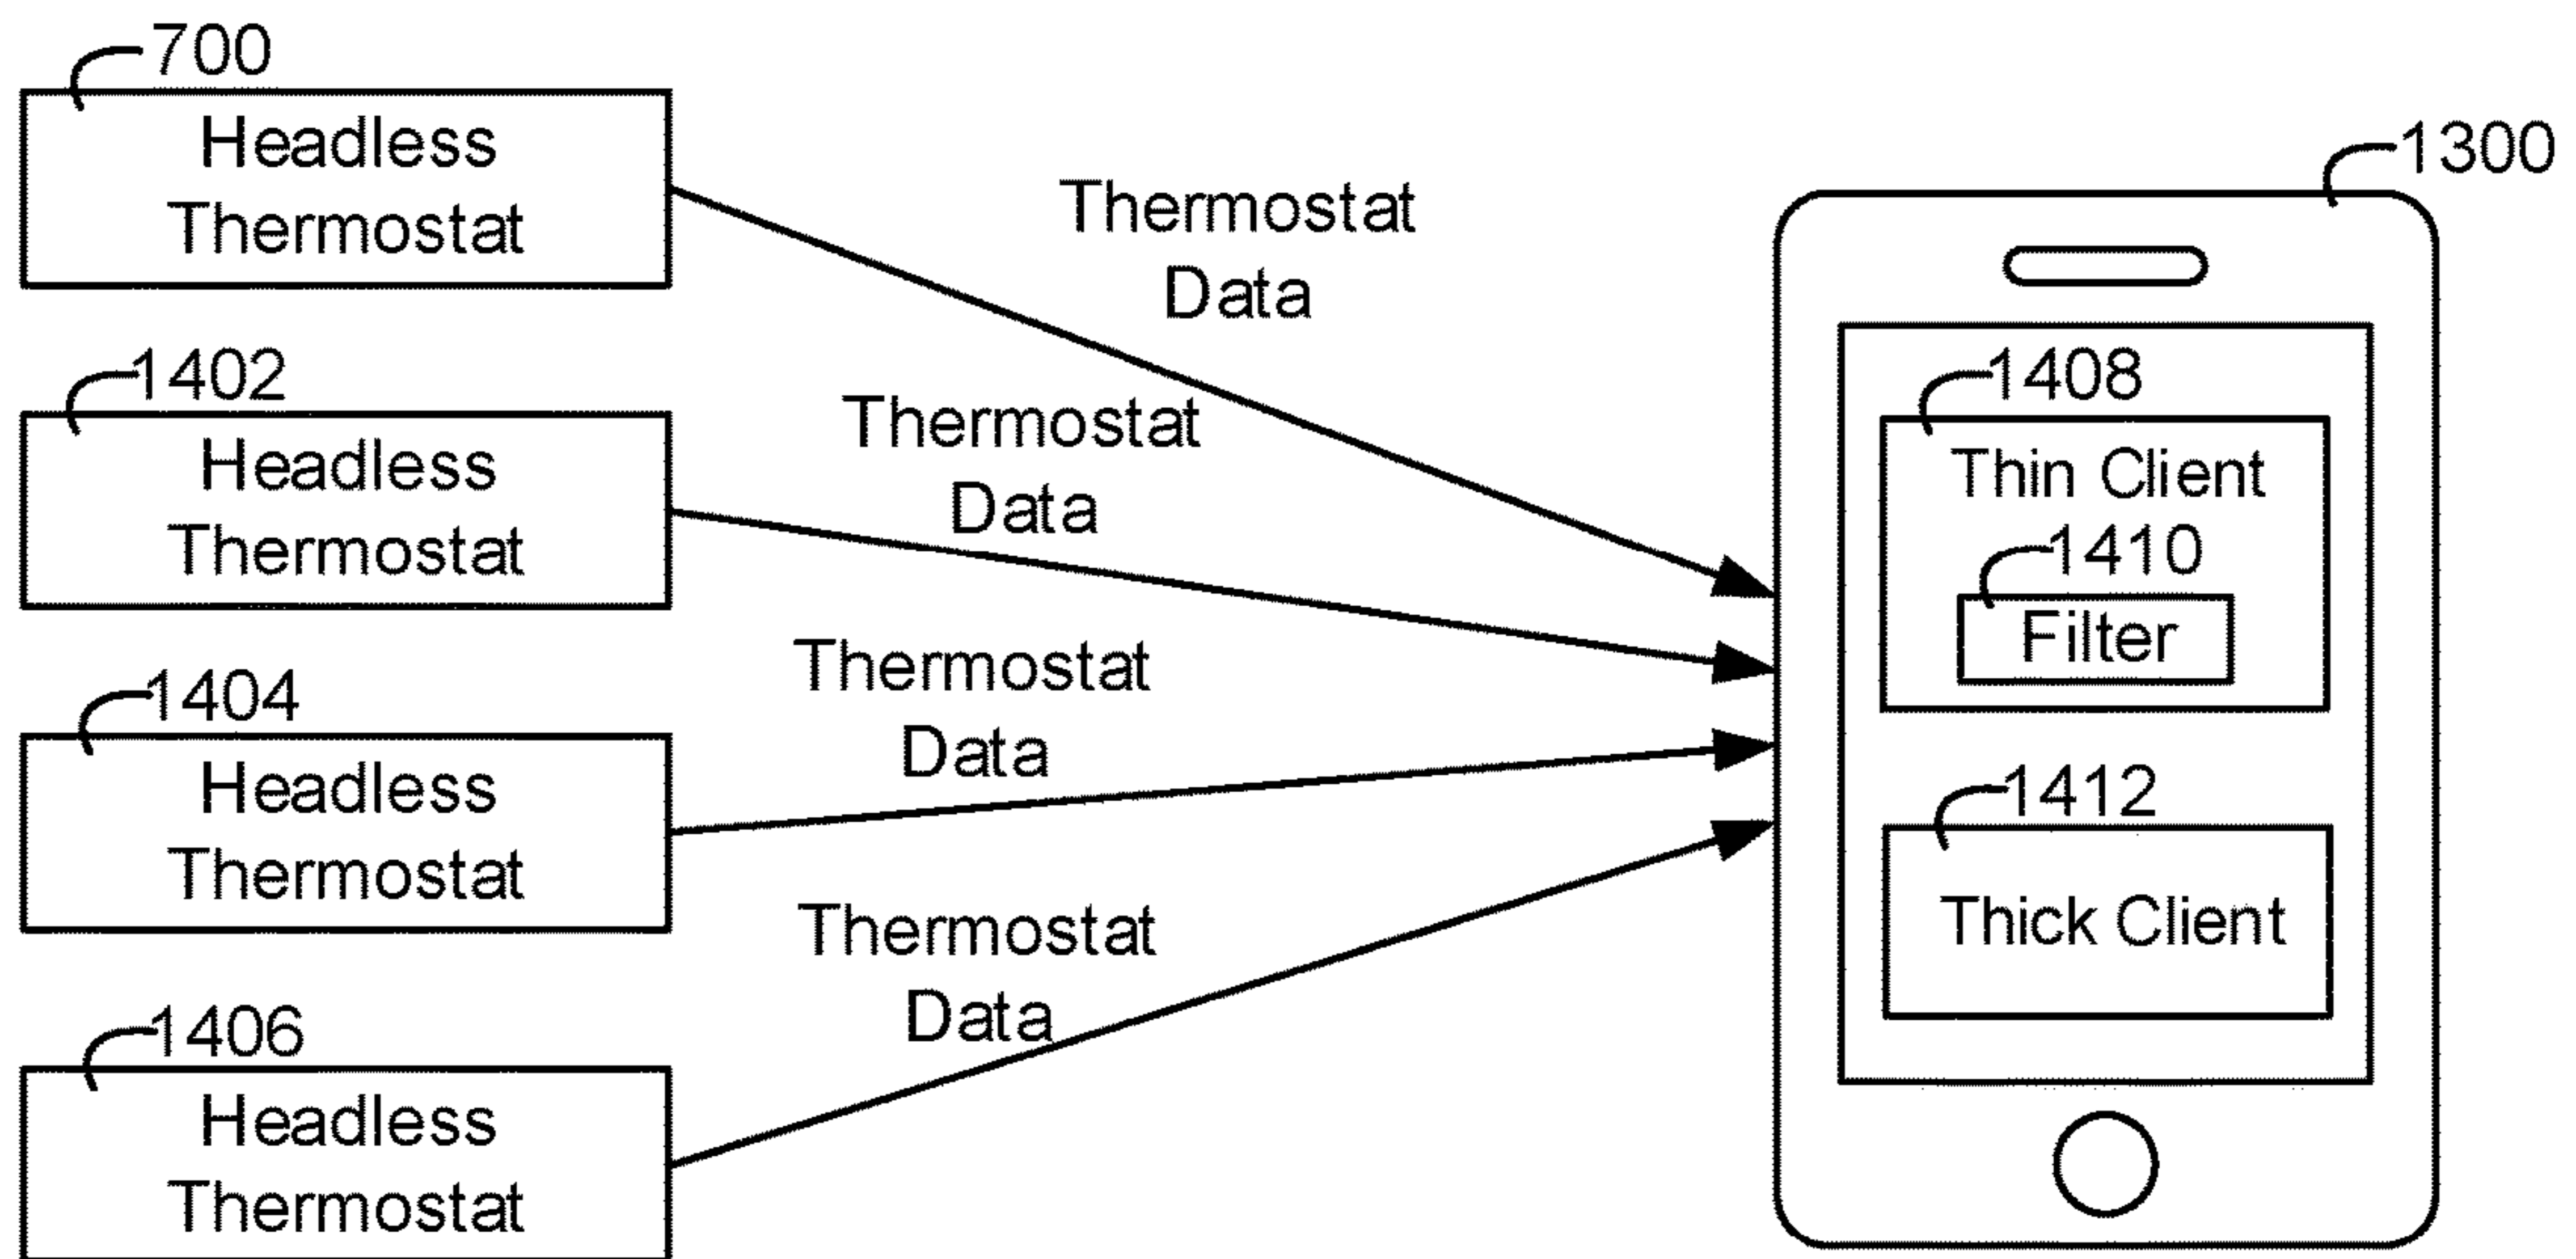 700
Headless
Thermostat
1402
Headless
Thermostat
1404
Headless
Thermostat
1406
Headless
Thermostat
Thermostat
Data
Thermostat
Data
Thermostat
Data
Thermostat
Data
1300
1408
Thin Client
1410
Filter
1412
Thick Client